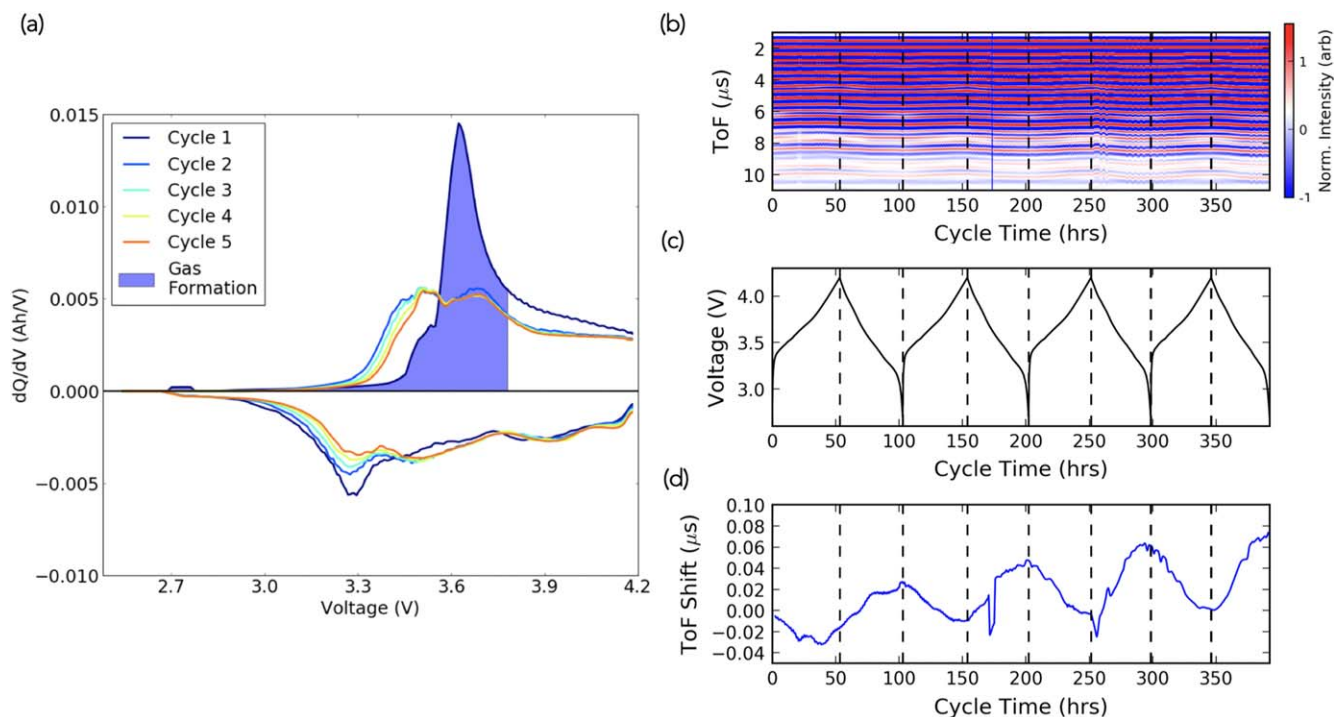 (a)
0.015
0.010
0.005
0.000
−0.005
−0.010
dQ/dV (Ah/V)
Cycle 1
Cycle 2
Cycle 3
Cycle 4
Cycle 5
Gas
Formation
2.7 3.0 3.3 3.6 3.9 4.2
Voltage (V)
(b)
2
4
6
8
10
ToF (μs)
0 50 100 150 200 250 300 350
Cycle Time (hrs)
1
0
-1
Norm. Intensity (arb)
(c)
4.0
3.5
3.0
Voltage (V)
0 50 100 150 200 250 300 350
Cycle Time (hrs)
(d)
0.10
0.08
0.06
0.04
0.02
0.00
−0.02
−0.04
ToF Shift (μs)
0 50 100 150 200 250 300 350
Cycle Time (hrs)